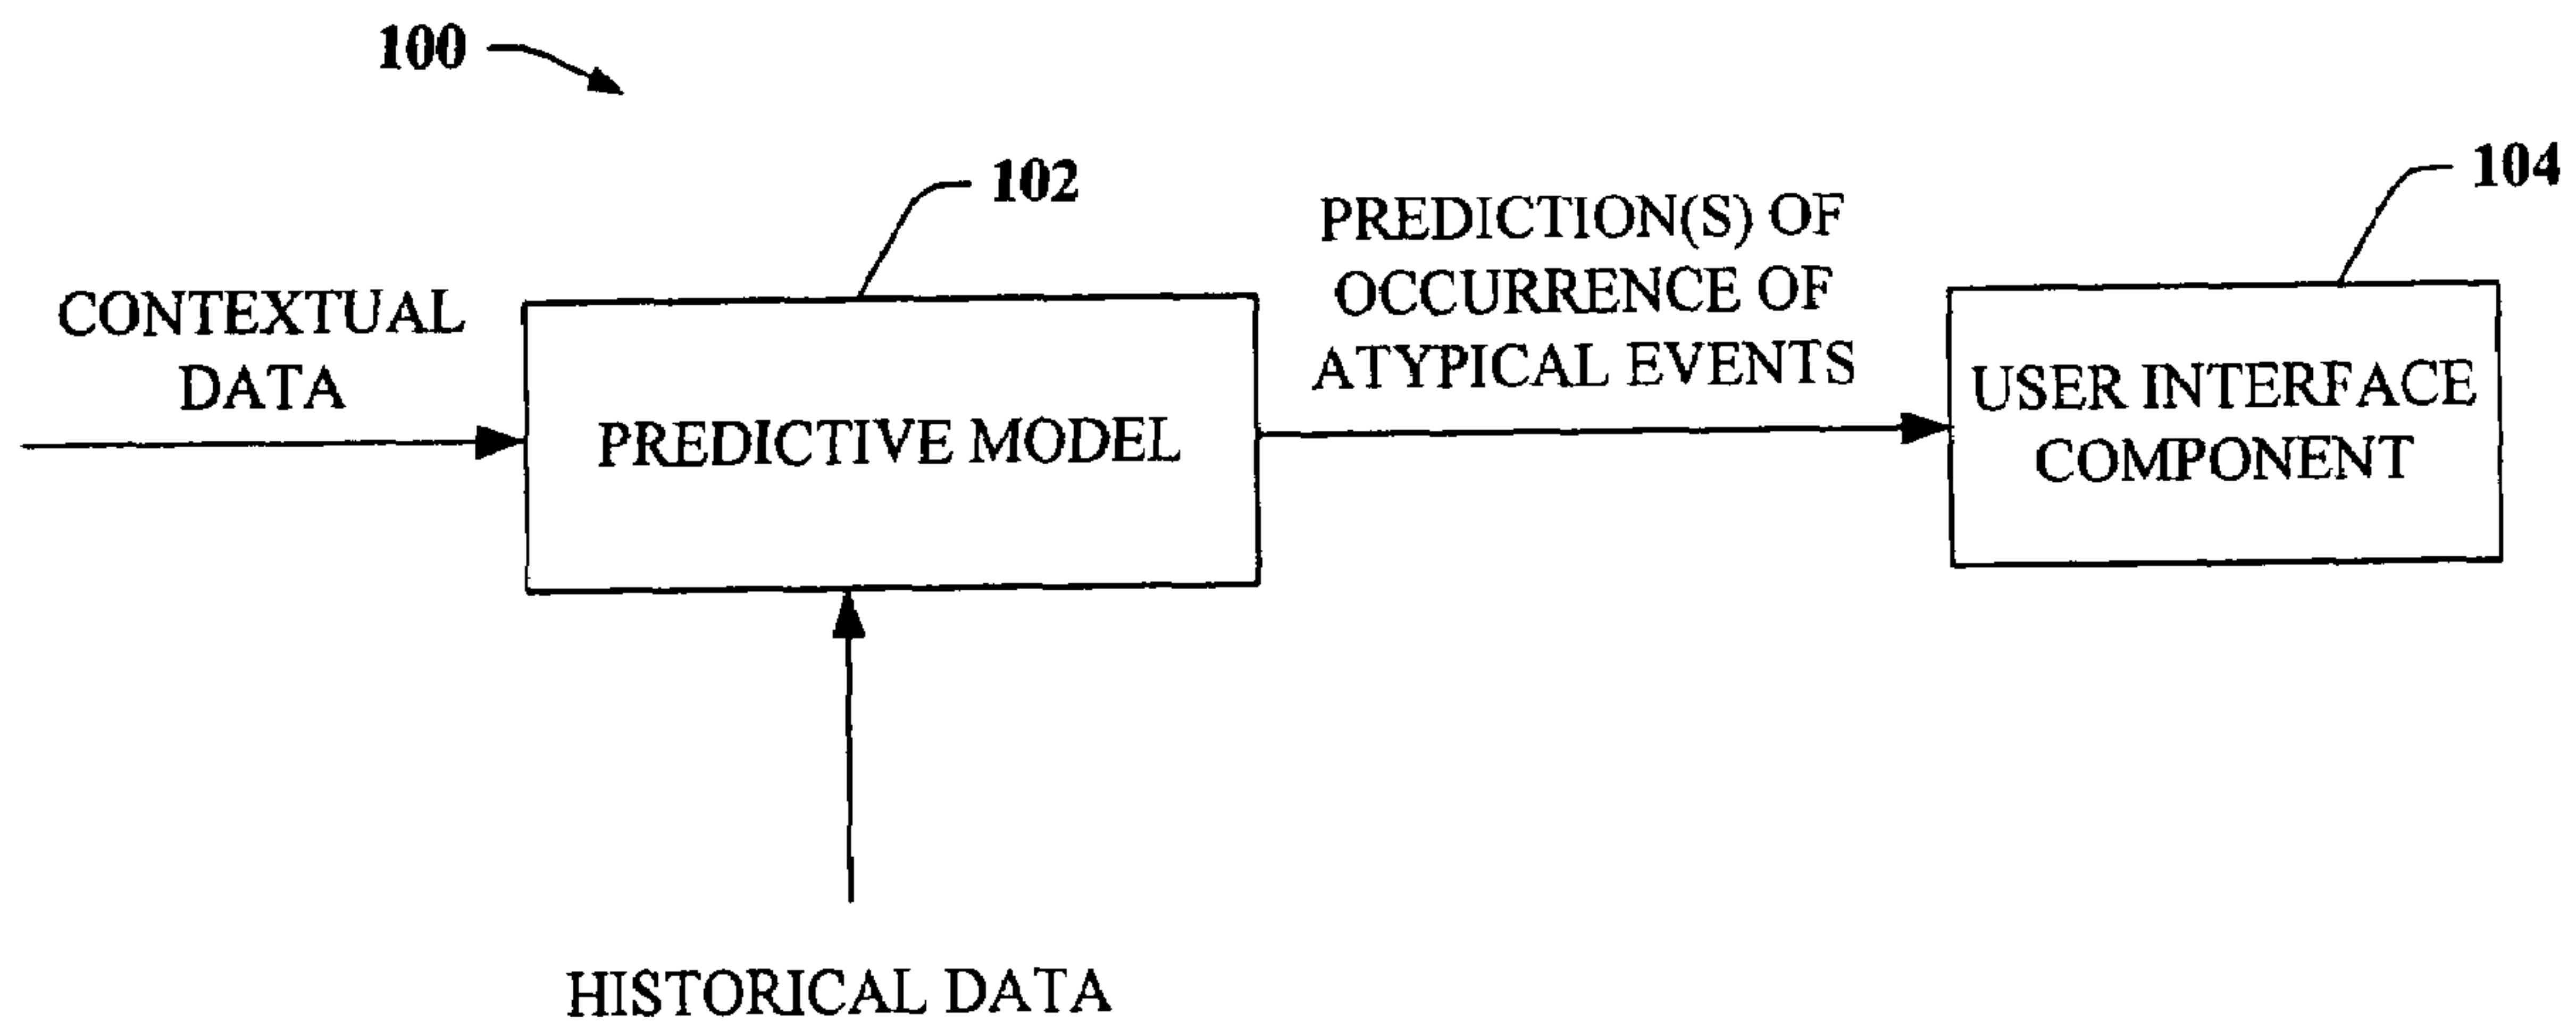 100
102
104
CONTEXTUAL
DATA
PREDICTIVE MODEL
PREDICTION(S) OF
OCCURRENCE OF
ATYPICAL EVENTS
USER INTERFACE
COMPONENT
HISTORICAL DATA